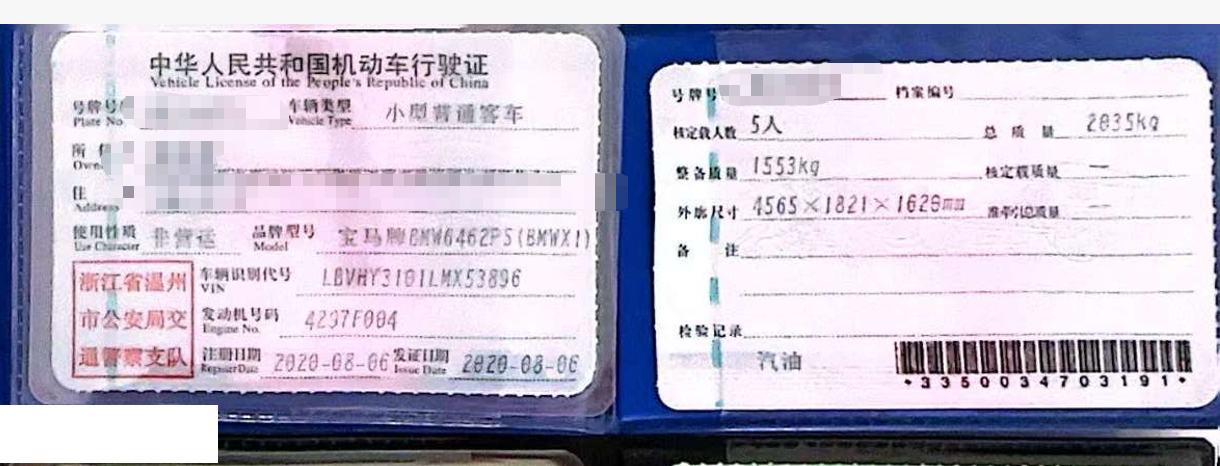 中华人民共和国机动车行驶证
Vehicle License of the People's Republic of China
号牌号
Plate No.
车辆类型
Vehicle Type
小型普通客车
所
Owne
住
Address
使用性质
Use Character
非营运
品牌型号
Model
宝马牌BMW6462PS(BMWX1)
浙江省温州
市公安局交
通警察支队
车辆识别代号
VIN
LBVHY3101LMX53896
发动机号码
Engine No.
4297F004
注册日期
Register Date
2020-08-06
发证日期
Issue Date
2020-08-06
号牌号
档案编号
核定载人数
5人
总质量
2035kg
整备质量
1553kg
核定载质量
—
外廓尺寸
4565×1821×1620mm
准牵引总质量
—
备注
检验记录
汽油
*3350034703191*